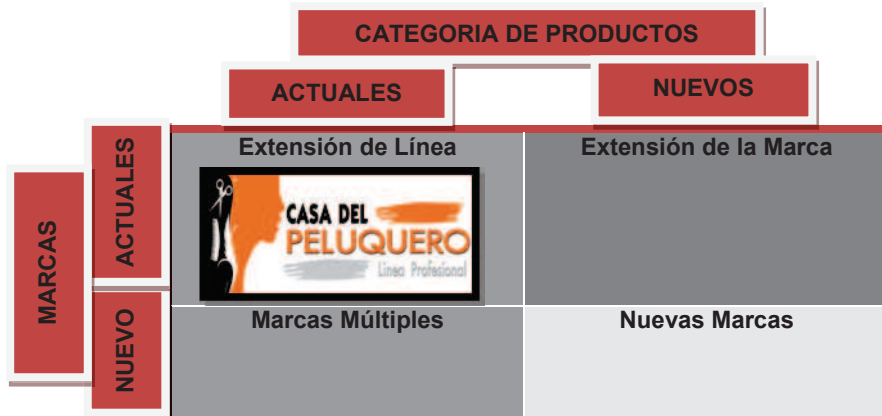 CATEGORIA DE PRODUCTOS
ACTUALES
NUEVOS
MARCAS
ACTUALES
NUEVO
Extensión de Línea
Extensión de la Marca
CASA DEL
PELUQUERO
Linea Profesional
Marcas Múltiples
Nuevas Marcas